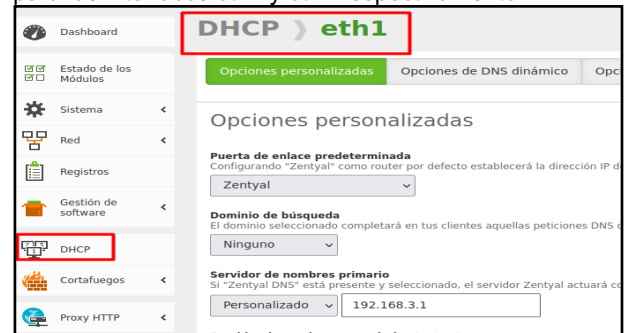 DHCP > eth1
Dashboard
Estado de los
Módulos
Sistema
Red
Registros
Gestión de
software
DHCP
Cortafuegos
Proxy HTTP
Opciones personalizadas
Opciones de DNS dinámico
Opciones personalizadas
Puerta de enlace predeterminada
Configurando "Zentyal" como router por defecto establecerá la dirección IP
Zentyal
Dominio de búsqueda
El dominio seleccionado completará en tus clientes aquellas peticiones DNS
Ninguno
Servidor de nombres primario
Si "Zentyal DNS" está presente y seleccionado, el servidor Zentyal actuará
Personalizado
192.168.3.1